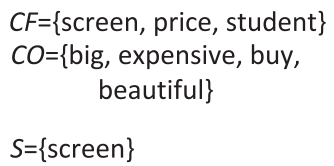 CF={screen, price, student}
CO={big, expensive, buy,
beautiful}
S={screen}